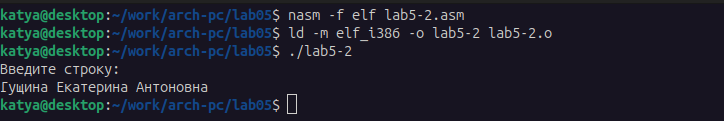 katya@desktop:~/work/arch-pc/lab05$ nasm -f elf lab5-2.asm
katya@desktop:~/work/arch-pc/lab05$ ld -m elf_i386 -o lab5-2 lab5-2.o
katya@desktop:~/work/arch-pc/lab05$ ./lab5-2
Введите строку:
Гущина Екатерина Антоновна
katya@desktop:~/work/arch-pc/lab05$